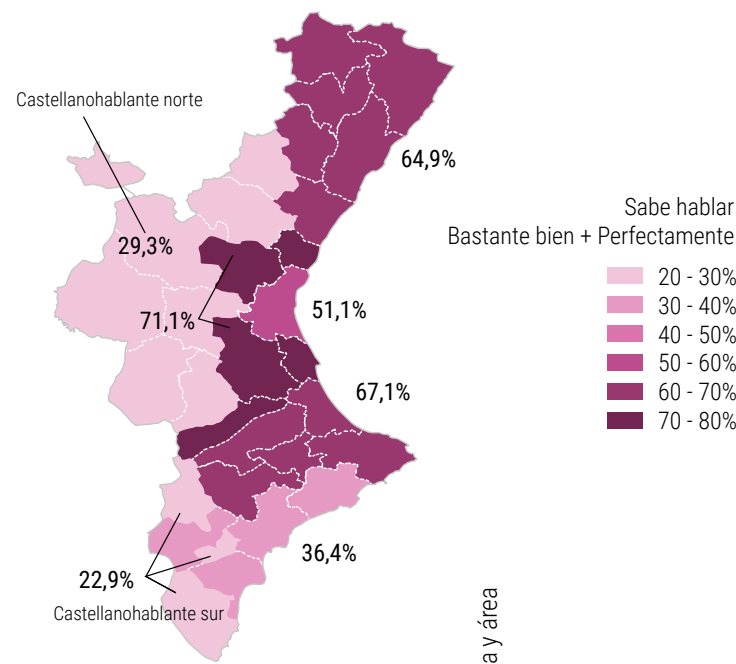 Castellanohablante norte
64,9%
Sabe hablar
Bastante bien + Perfectamente
29,3%
20 - 30%
30 - 40%
71,1%
51,1%
40 - 50%
50 - 60%
60 - 70%
67,1%
70 - 80%
36,4%
22,9%
Castellanohablante sur
a y área